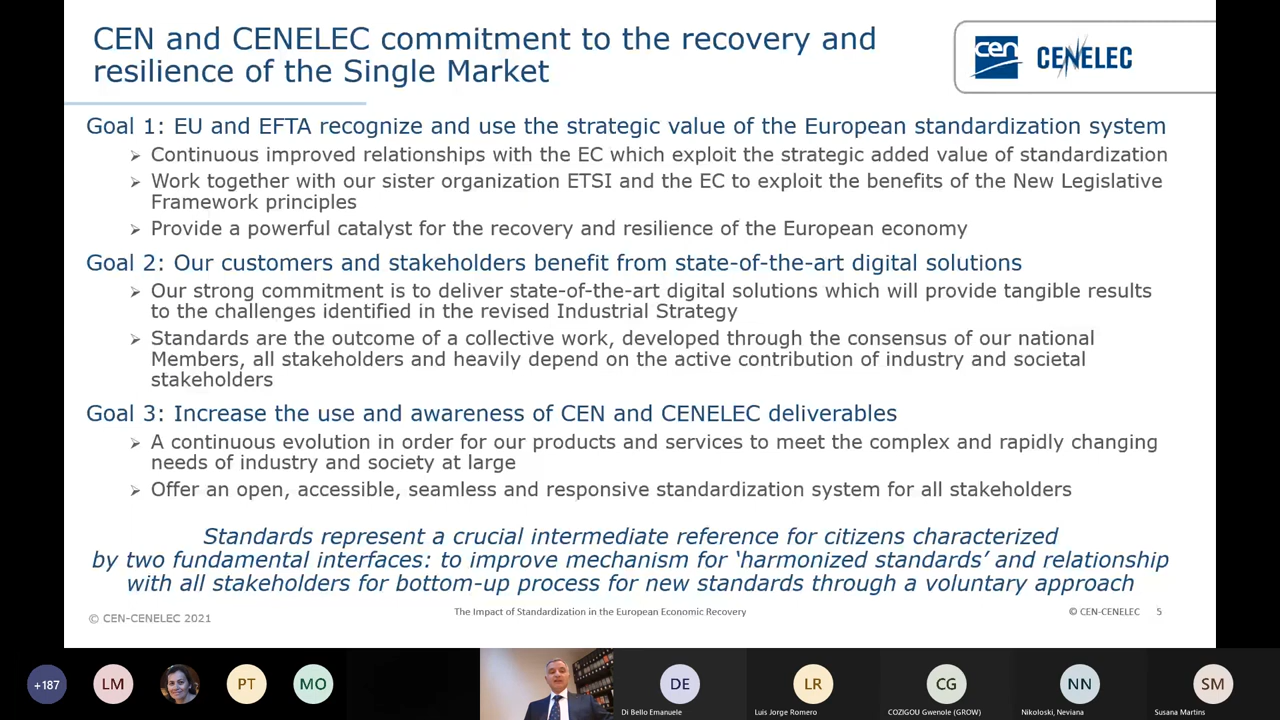 CEN and CENELEC commitment to the recovery and
resilience of the Single Market
cen
CENELEC
Goal 1: EU and EFTA recognize and use the strategic value of the European standardization system
➢ Continuous improved relationships with the EC which exploit the strategic added value of standardization
➢ Work together with our sister organization ETSI and the EC to exploit the benefits of the New Legislative
Framework principles
➢ Provide a powerful catalyst for the recovery and resilience of the European economy
Goal 2: Our customers and stakeholders benefit from state-of-the-art digital solutions
➢ Our strong commitment is to deliver state-of-the-art digital solutions which will provide tangible results
to the challenges identified in the revised Industrial Strategy
➢ Standards are the outcome of a collective work, developed through the consensus of our national
Members, all stakeholders and heavily depend on the active contribution of industry and societal
stakeholders
Goal 3: Increase the use and awareness of CEN and CENELEC deliverables
➢ A continuous evolution in order for our products and services to meet the complex and rapidly changing
needs of industry and society at large
➢ Offer an open, accessible, seamless and responsive standardization system for all stakeholders
Standards represent a crucial intermediate reference for citizens characterized
by two fundamental interfaces: to improve mechanism for ‘harmonized standards’ and relationship
with all stakeholders for bottom-up process for new standards through a voluntary approach
© CEN-CENELEC 2021
The Impact of Standardization in the European Economic Recovery
© CEN-CENELEC 5
+187
LM
PT
MO
DE
LR
CG
NN
SM
Di Bello Emanuele
Luis Jorge Romero
COZIGOU Gwenole (GROW)
Nikoloski, Neviana
Susana Martins